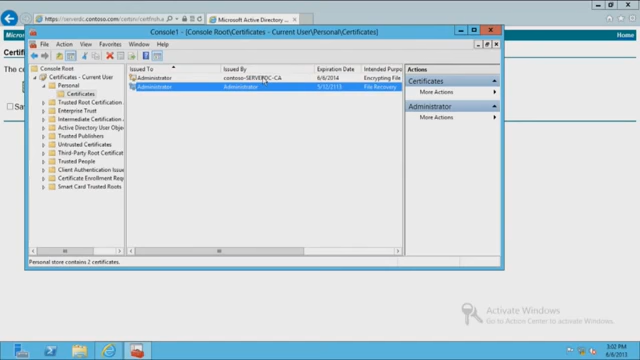 https://serverdc.contoso.com/certsrv/certfnsh.a
Microsoft Active Directory
Console1 - [Console Root\Certificates - Current User\Personal\Certificates]
File Action View Favorites Window Help
Console Root
Certificates - Current User
Personal
Certificates
Trusted Root Certification
Enterprise Trust
Intermediate Certification
Active Directory User Obje
Trusted Publishers
Untrusted Certificates
Third-Party Root Certificat
Trusted People
Client Authentication Issue
Certificate Enrollment Requ
Smart Card Trusted Roots
Issued To Issued By Expiration Date Intended Purpo
Administrator contoso-SERVERDC-CA 6/6/2014 Encrypting File
Administrator Administrator 5/12/2113 File Recovery
Actions
Certificates
More Actions
Administrator
More Actions
Personal store contains 2 certificates.
Micros
Certif
The ce
Sav
Home
Activate Windows
Go to Action Center to activate Windows.
3:02 PM
6/6/2013